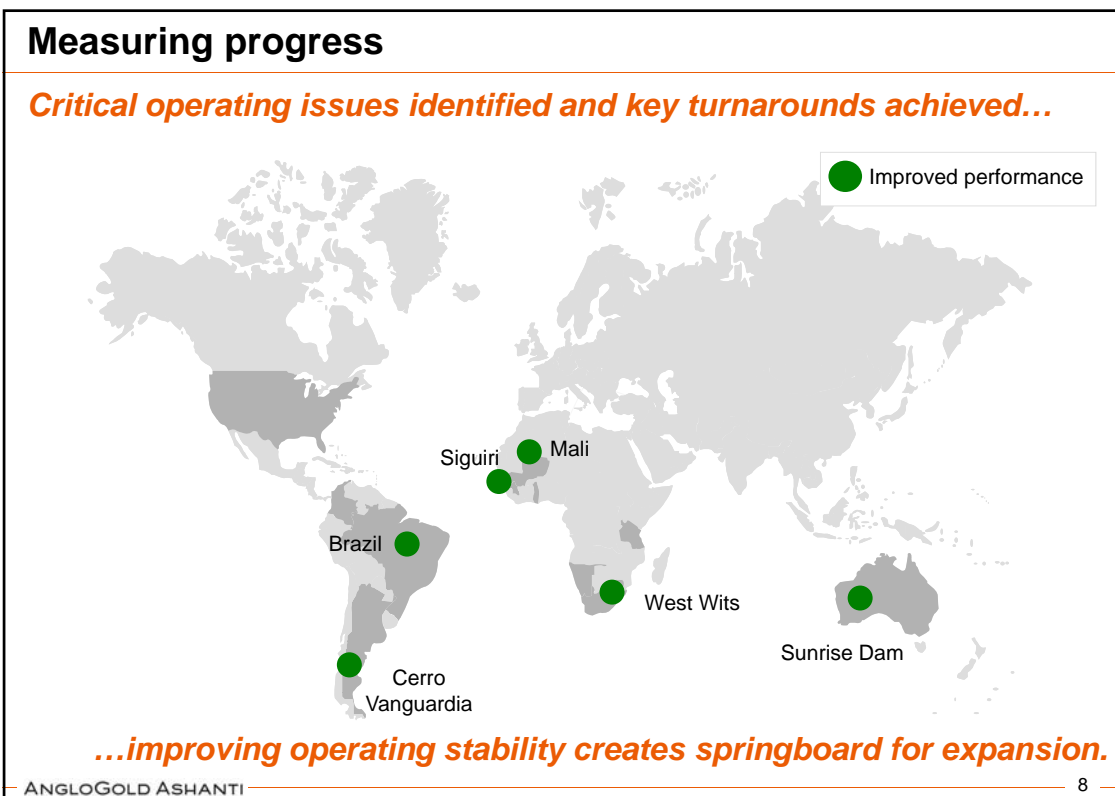 Measuring progress
Critical operating issues identified and key turnarounds achieved…
Improved performance
Siguiri
Mali
Brazil
West Wits
Sunrise Dam
Cerro
Vanguardia
…improving operating stability creates springboard for expansion.
ANGLOGOLD ASHANTI
8